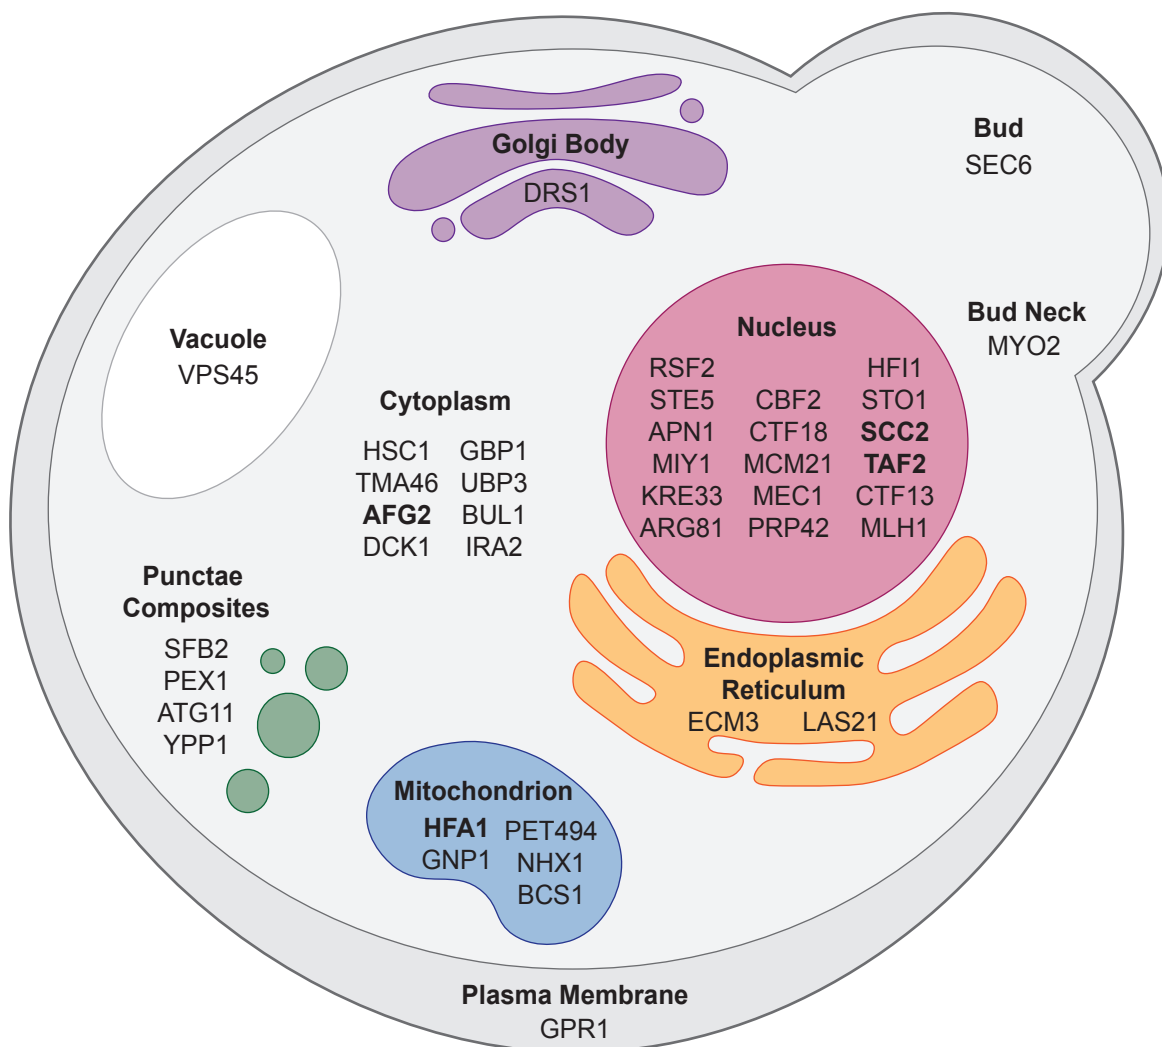 Golgi Body
DRS1
Bud
SEC6
Bud Neck
MYO2
Vacuole
VPS45
Nucleus
RSF2 HFI1
STE5 CBF2 STO1
APN1 CTF18 SCC2
MIY1 MCM21 TAF2
KRE33 MEC1 CTF13
ARG81 PRP42 MLH1
Cytoplasm
HSC1 GBP1
TMA46 UBP3
AFG2 BUL1
DCK1 IRA2
Punctae
Composites
SFB2
PEX1
ATG11
YPP1
Endoplasmic
Reticulum
ECM3 LAS21
Mitochondrion
HFA1 PET494
GNP1 NHX1
BCS1
Plasma Membrane
GPR1